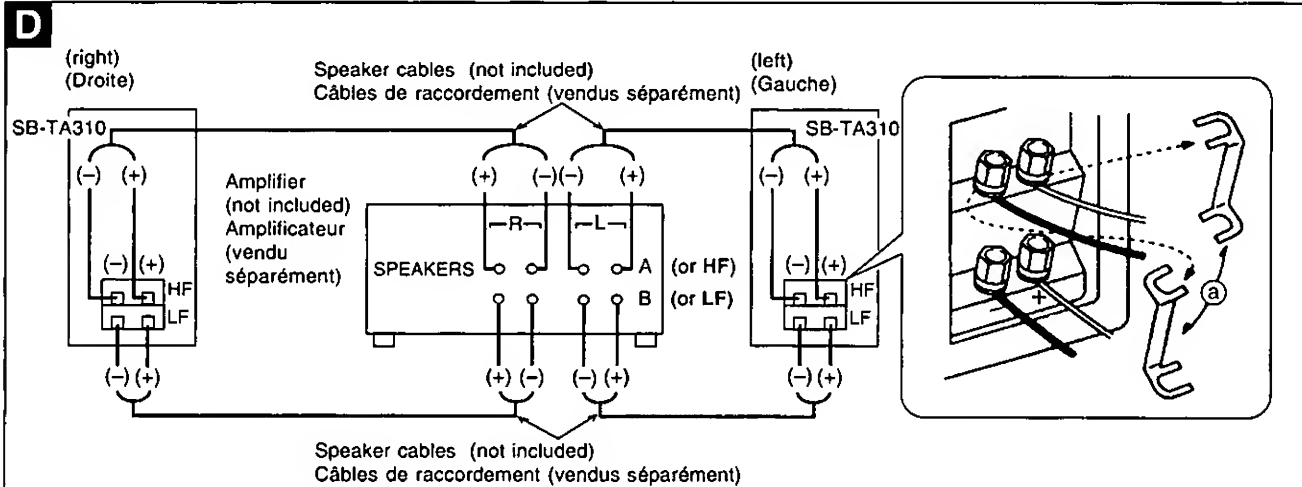 D
(right)
(Droite)
Speaker cables (not included)
Câbles de raccordement (vendus séparément)
(left)
(Gauche)
SB-TA310
SB-TA310
(−) (+)
(+) (−) (−) (+)
(−) (+)
Amplifier
(not included)
Amplificateur
(vendu
séparément)
R
L
SPEAKERS
A (or HF)
B (or LF)
(−) (+)
HF
LF
(−) (+)
HF
LF
+
a
(−) (+)
(+) (−) (−) (+)
(−) (+)
Speaker cables (not included)
Câbles de raccordement (vendus séparément)